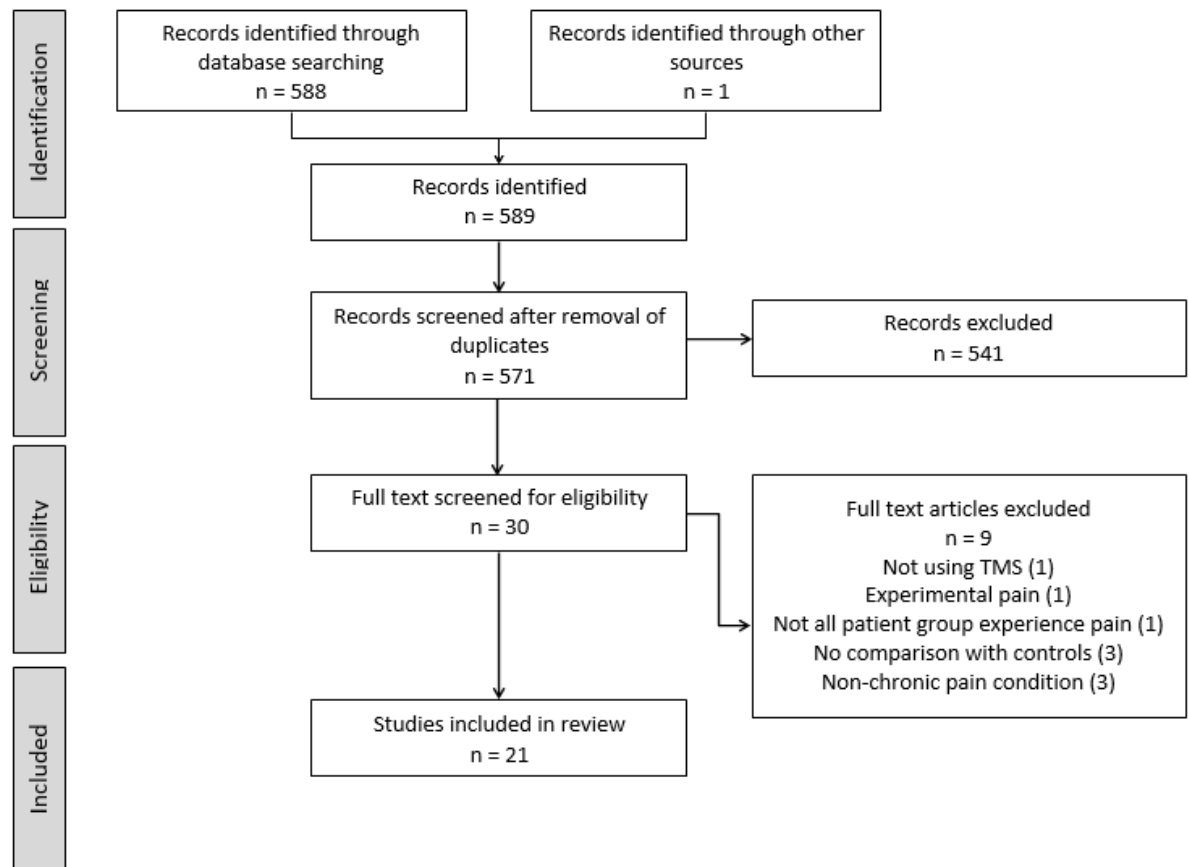 Identification
Records identified through
database searching
n = 588
Records identified through other
sources
n = 1
Records identified
n = 589
Screening
Records screened after removal of
duplicates
n = 571
Records excluded
n = 541
Eligibility
Full text screened for eligibility
n = 30
Full text articles excluded
n = 9
Not using TMS (1)
Experimental pain (1)
Not all patient group experience pain (1)
No comparison with controls (3)
Non-chronic pain condition (3)
Included
Studies included in review
n = 21